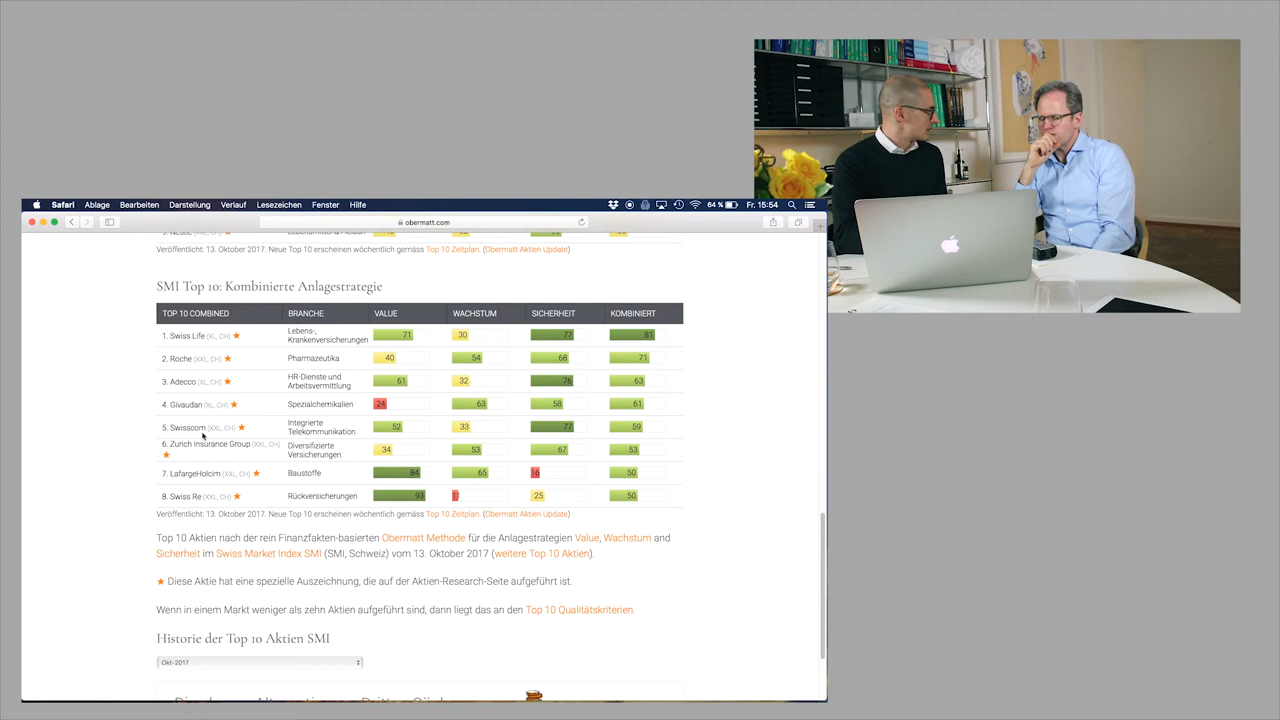 Safari Ablage Bearbeiten Darstellung Verlauf Lesezeichen Fenster Hilfe 64 % Fr. 15:54
obermatt.com
Veröffentlicht: 13. Oktober 2017. Neue Top 10 erscheinen wöchentlich gemäss Top 10 Zeitplan. (Obermatt Aktien Update)
SMI Top 10: Kombinierte Anlagestrategie
TOP 10 COMBINED BRANCHE VALUE WACHSTUM SICHERHEIT KOMBINIERT
1. Swiss Life (XL, CH) ★ Lebens-, Krankenversicherungen 71 30 77 81
2. Roche (XXL, CH) ★ Pharmazeutika 40 54 68 71
3. Adecco (XL, CH) ★ HR-Dienste und Arbeitsvermittlung 61 32 76 63
4. Givaudan (XL, CH) ★ Spezialchemikalien 24 63 58 61
5. Swisscom (XXL, CH) ★ Integrierte Telekommunikation 52 33 77 59
6. Zurich Insurance Group (XXL, CH) ★ Diversifizierte Versicherungen 34 53 67 53
7. LafargeHolcim (XXL, CH) ★ Baustoffe 84 65 16 50
8. Swiss Re (XXL, CH) ★ Rückversicherungen 93 25 50
Veröffentlicht: 13. Oktober 2017. Neue Top 10 erscheinen wöchentlich gemäss Top 10 Zeitplan. (Obermatt Aktien Update)
Top 10 Aktien nach der rein Finanzfakten-basierten Obermatt Methode für die Anlagestrategien Value, Wachstum and
Sicherheit im Swiss Market Index SMI (SMI, Schweiz) vom 13. Oktober 2017 (weitere Top 10 Aktien).
★ Diese Aktie hat eine spezielle Auszeichnung, die auf der Aktien-Research-Seite aufgeführt ist.
Wenn in einem Markt weniger als zehn Aktien aufgeführt sind, dann liegt das an den Top 10 Qualitätskriterien.
Historie der Top 10 Aktien SMI
Okt-2017